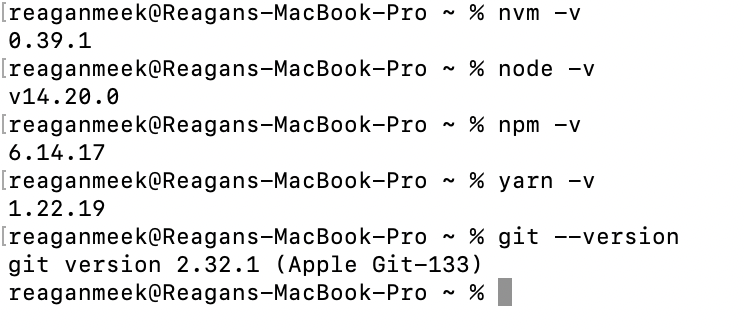 [reaganmeek@Reagans-MacBook-Pro ~ % nvm -v
0.39.1
[reaganmeek@Reagans-MacBook-Pro ~ % node -v
v14.20.0
[reaganmeek@Reagans-MacBook-Pro ~ % npm -v
6.14.17
[reaganmeek@Reagans-MacBook-Pro ~ % yarn -v
1.22.19
[reaganmeek@Reagans-MacBook-Pro ~ % git --version
git version 2.32.1 (Apple Git-133)
reaganmeek@Reagans-MacBook-Pro ~ %